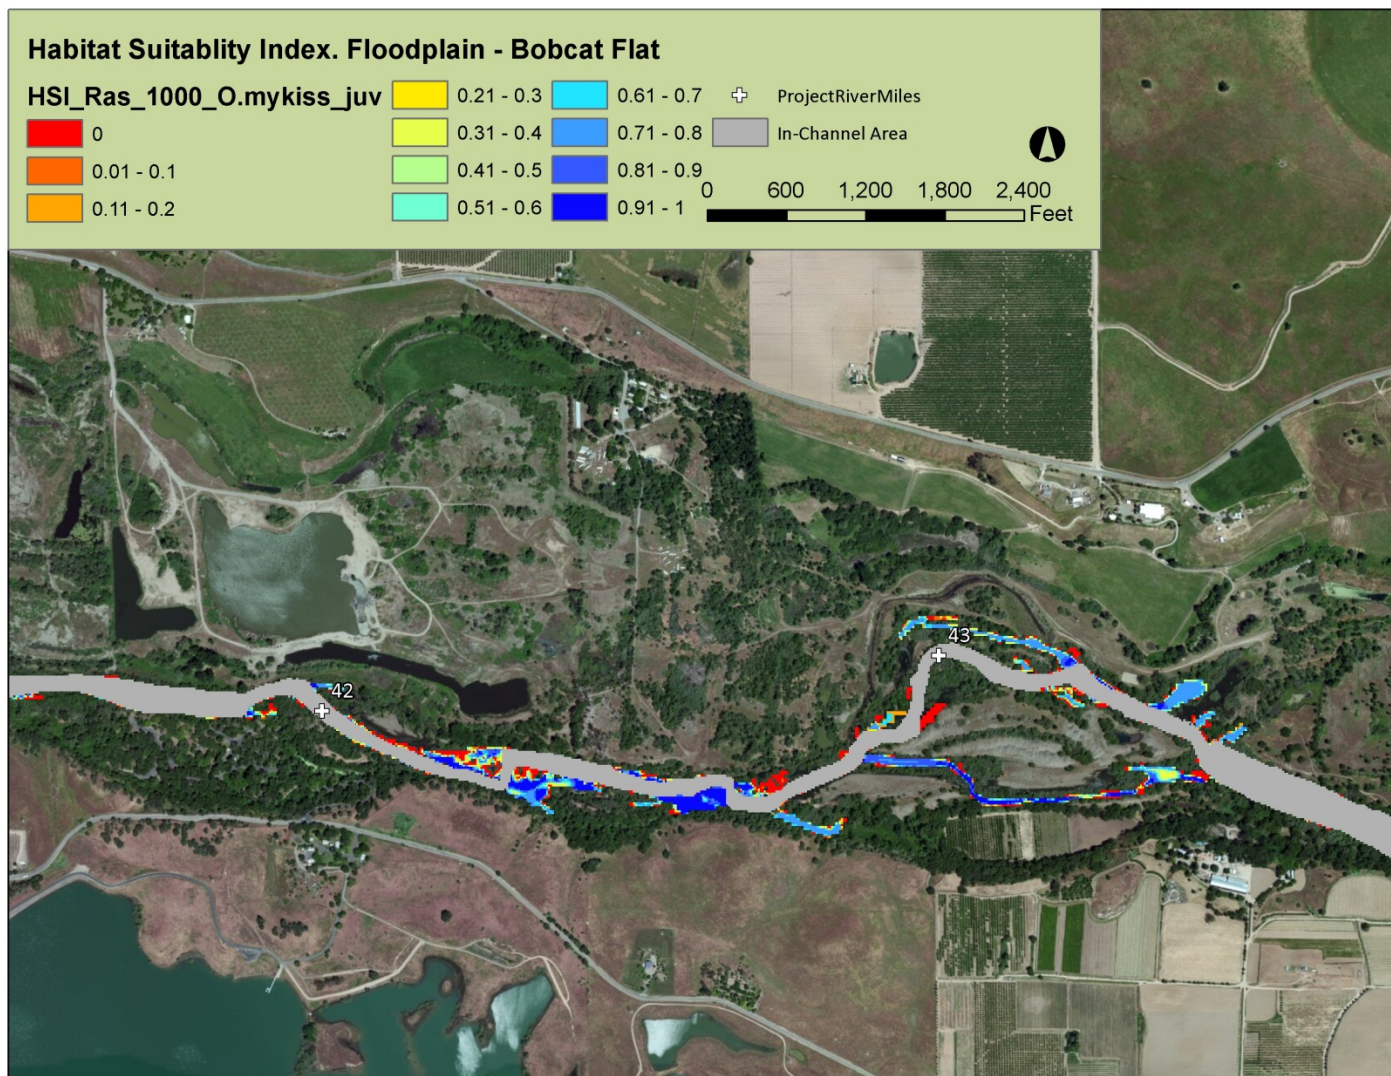 Habitat Suitablity Index. Floodplain - Bobcat Flat
HSI_Ras_1000_O.mykiss_juv
0
0.01 - 0.1
0.11 - 0.2
0.21 - 0.3
0.31 - 0.4
0.41 - 0.5
0.51 - 0.6
0.61 - 0.7
0.71 - 0.8
0.81 - 0.9
0.91 - 1
ProjectRiverMiles
In-Channel Area
0 600 1,200 1,800 2,400
Feet
43
42